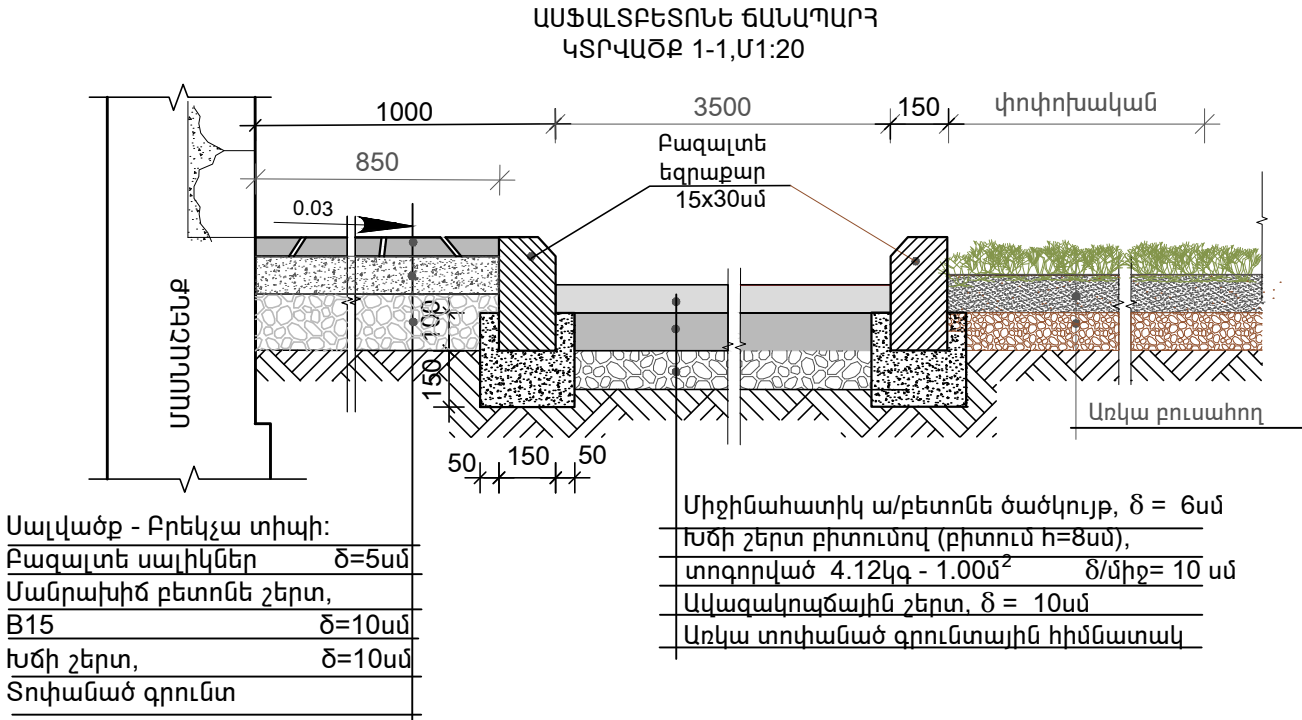 ԱՍՖԱԼՏԲԵՏՈՆԵ ՃԱՆԱՊԱՐՀ
ԿՏՐՎԱԾՔ 1-1,Մ1:20
1000
3500
150
փոփոխական
850
Բազալտե
եզրաքար
15x30սմ
0.03
ՄԱՍՆԱՇԵՆՔ
100
150
50
150
50
Առկա բուսահող
Սալվածք - Բրեկչա տիպի:
Բազալտե սալիկներ δ=5սմ
Մանրախիճ բետոնե շերտ,
B15 δ=10սմ
Խճի շերտ, δ=10սմ
Տոփանած գրունտ
Միջինահատիկ ա/բետոնե ծածկույթ, δ = 6սմ
Խճի շերտ բիտումով (բիտում h=8սմ),
տոգորված 4.12կգ - 1.00մ² δ/միջ= 10 սմ
Ավազակոպճային շերտ, δ = 10սմ
Առկա տոփանած գրունտային հիմնատակ